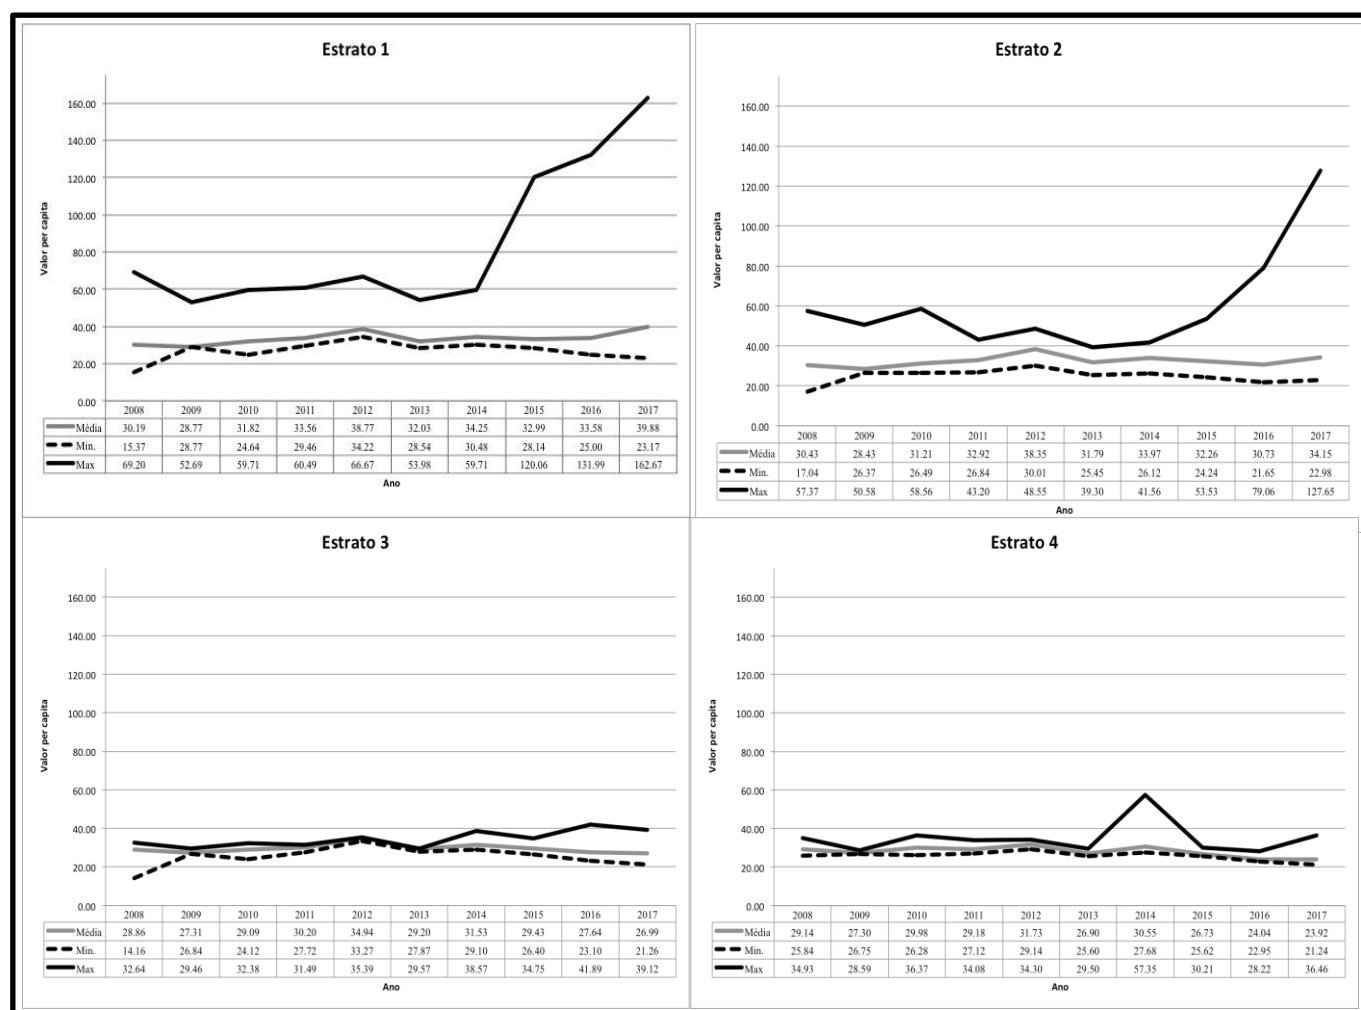 Estrato 1
Valor per capita
160.00
140.00
120.00
100.00
80.00
60.00
40.00
20.00
0.00
2008 2009 2010 2011 2012 2013 2014 2015 2016 2017
Média 30.19 28.77 31.82 33.56 38.77 32.03 34.25 32.99 33.58 39.88
Min. 15.37 28.77 24.64 29.46 34.22 28.54 30.48 28.14 25.00 23.17
Max 69.20 52.69 59.71 60.49 66.67 53.98 59.71 120.06 131.99 162.67
Ano
Estrato 2
Valor per capita
160.00
140.00
120.00
100.00
80.00
60.00
40.00
20.00
0.00
2008 2009 2010 2011 2012 2013 2014 2015 2016 2017
Média 30.43 28.43 31.21 32.92 38.35 31.79 33.97 32.26 30.73 34.15
Min. 17.04 26.37 26.49 26.84 30.01 25.45 26.12 24.24 21.65 22.98
Max 57.37 50.58 58.56 43.20 48.55 39.30 41.56 53.53 79.06 127.65
Ano
Estrato 3
Valor per capita
160.00
140.00
120.00
100.00
80.00
60.00
40.00
20.00
0.00
2008 2009 2010 2011 2012 2013 2014 2015 2016 2017
Média 28.86 27.31 29.09 30.20 34.94 29.20 31.53 29.43 27.64 26.99
Min. 14.16 26.84 24.12 27.72 33.27 27.87 29.10 26.40 23.10 21.26
Max 32.64 29.46 32.38 31.49 35.39 29.57 38.57 34.75 41.89 39.12
Ano
Estrato 4
Valor per capita
160.00
140.00
120.00
100.00
80.00
60.00
40.00
20.00
0.00
2008 2009 2010 2011 2012 2013 2014 2015 2016 2017
Média 29.14 27.30 29.98 29.18 31.73 26.90 30.55 26.73 24.04 23.92
Min. 25.84 26.75 26.28 27.12 29.14 25.60 27.68 25.62 22.95 21.24
Max 34.93 28.59 36.37 34.08 34.30 29.50 57.35 30.21 28.22 36.46
Ano